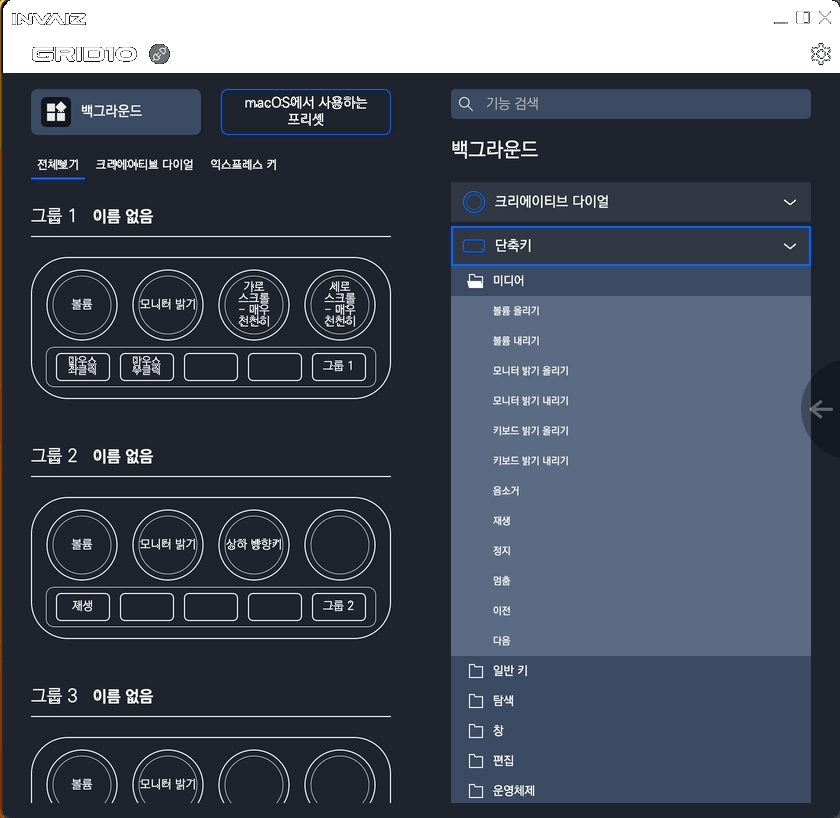 INVAIZ
GRID10
백그라운드
macOS에서 사용하는
프리셋
전체보기 크리에이티브 다이얼 익스프레스 키
그룹 1 이름 없음
볼륨
모니터 밝기
가로
스크롤
- 매우
천천히
세로
스크롤
- 매우
천천히
마우스
좌클릭
마우스
우클릭
그룹 1
그룹 2 이름 없음
볼륨
모니터 밝기
상하 방향키
재생
그룹 2
그룹 3 이름 없음
볼륨
모니터 밝기
기능 검색
백그라운드
크리에이티브 다이얼
단축키
미디어
볼륨 올리기
볼륨 내리기
모니터 밝기 올리기
모니터 밝기 내리기
키보드 밝기 올리기
키보드 밝기 내리기
음소거
재생
정지
멈춤
이전
다음
일반 키
탐색
창
편집
운영체제